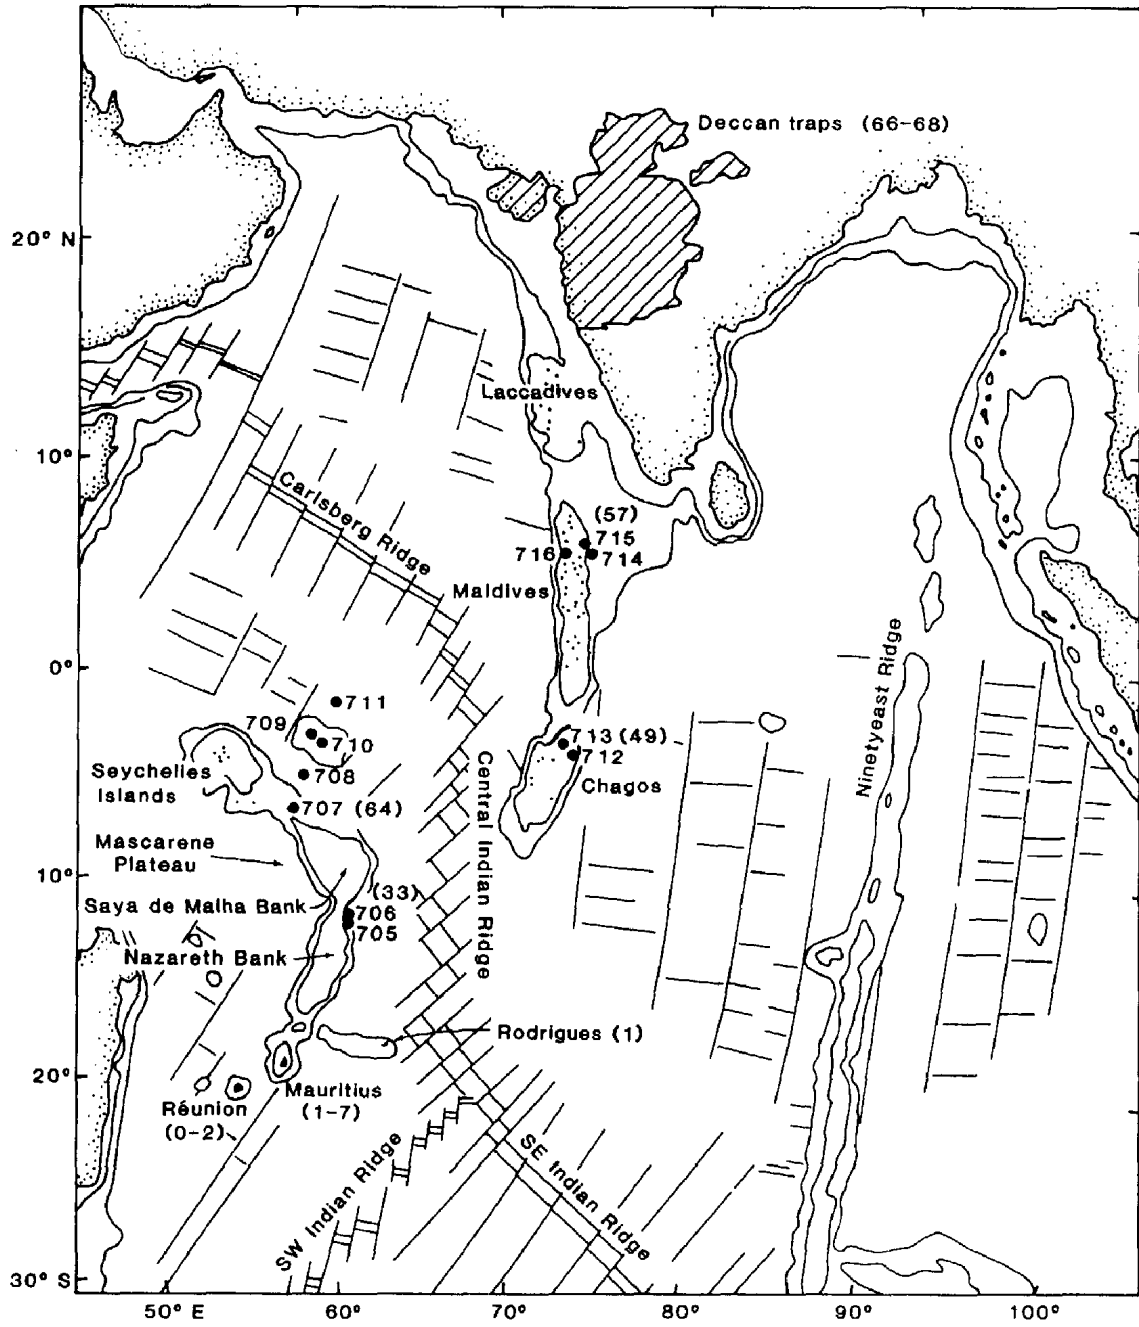 Deccan traps (66-68)
20° N
Laccadives
10°
Carlsberg Ridge
(57)
715
716
714
Maldives
0°
Ninetyeast Ridge
711
709
710
713 (49)
712
708
Seychelles
Islands
Chagos
707 (64)
Central Indian Ridge
Mascarene
Plateau
10°
(33)
Saya de Malha Bank
706
705
Nazareth Bank
Rodrigues (1)
20°
Mauritius
(1-7)
Réunion
(0-2)
SW Indian Ridge
SE Indian Ridge
30° S
50° E
60°
70°
80°
90°
100°